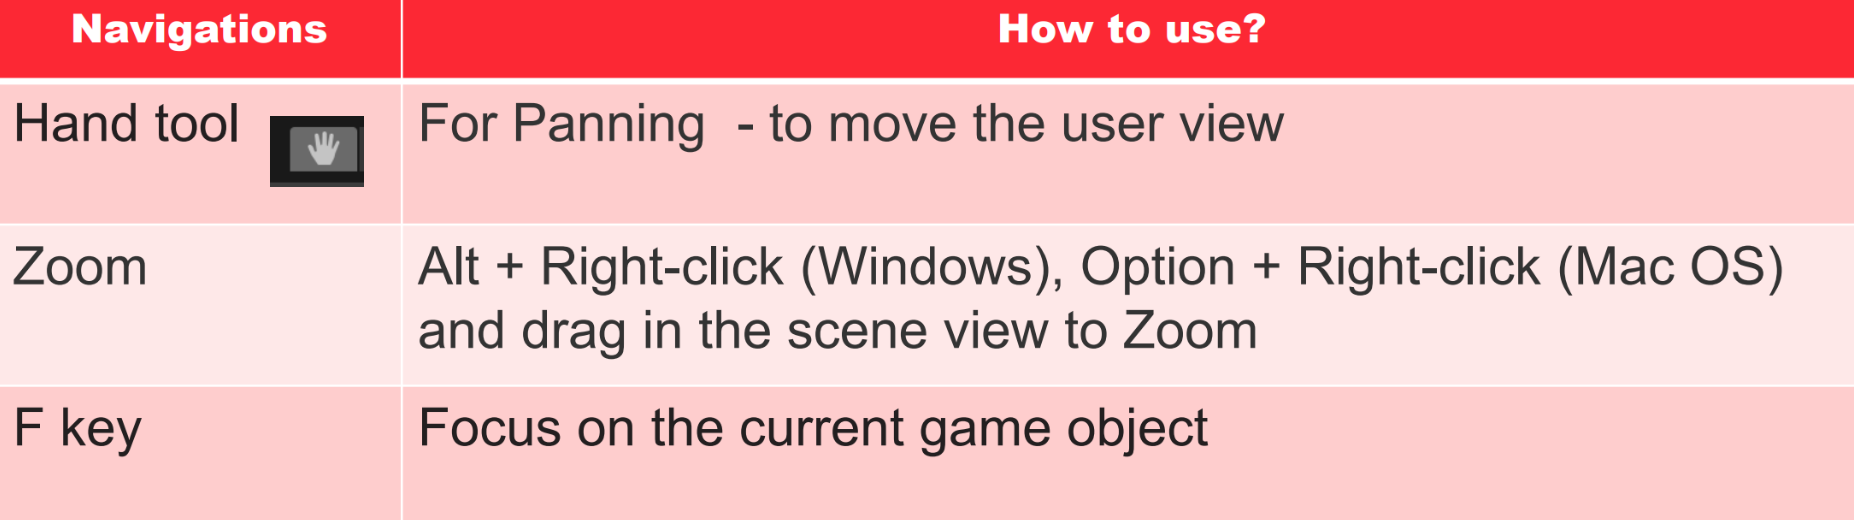 Navigations
How to use?
Hand tool
For Panning  - to move the user view
Zoom
Alt + Right-click (Windows), Option + Right-click (Mac OS)
and drag in the scene view to Zoom
F key
Focus on the current game object